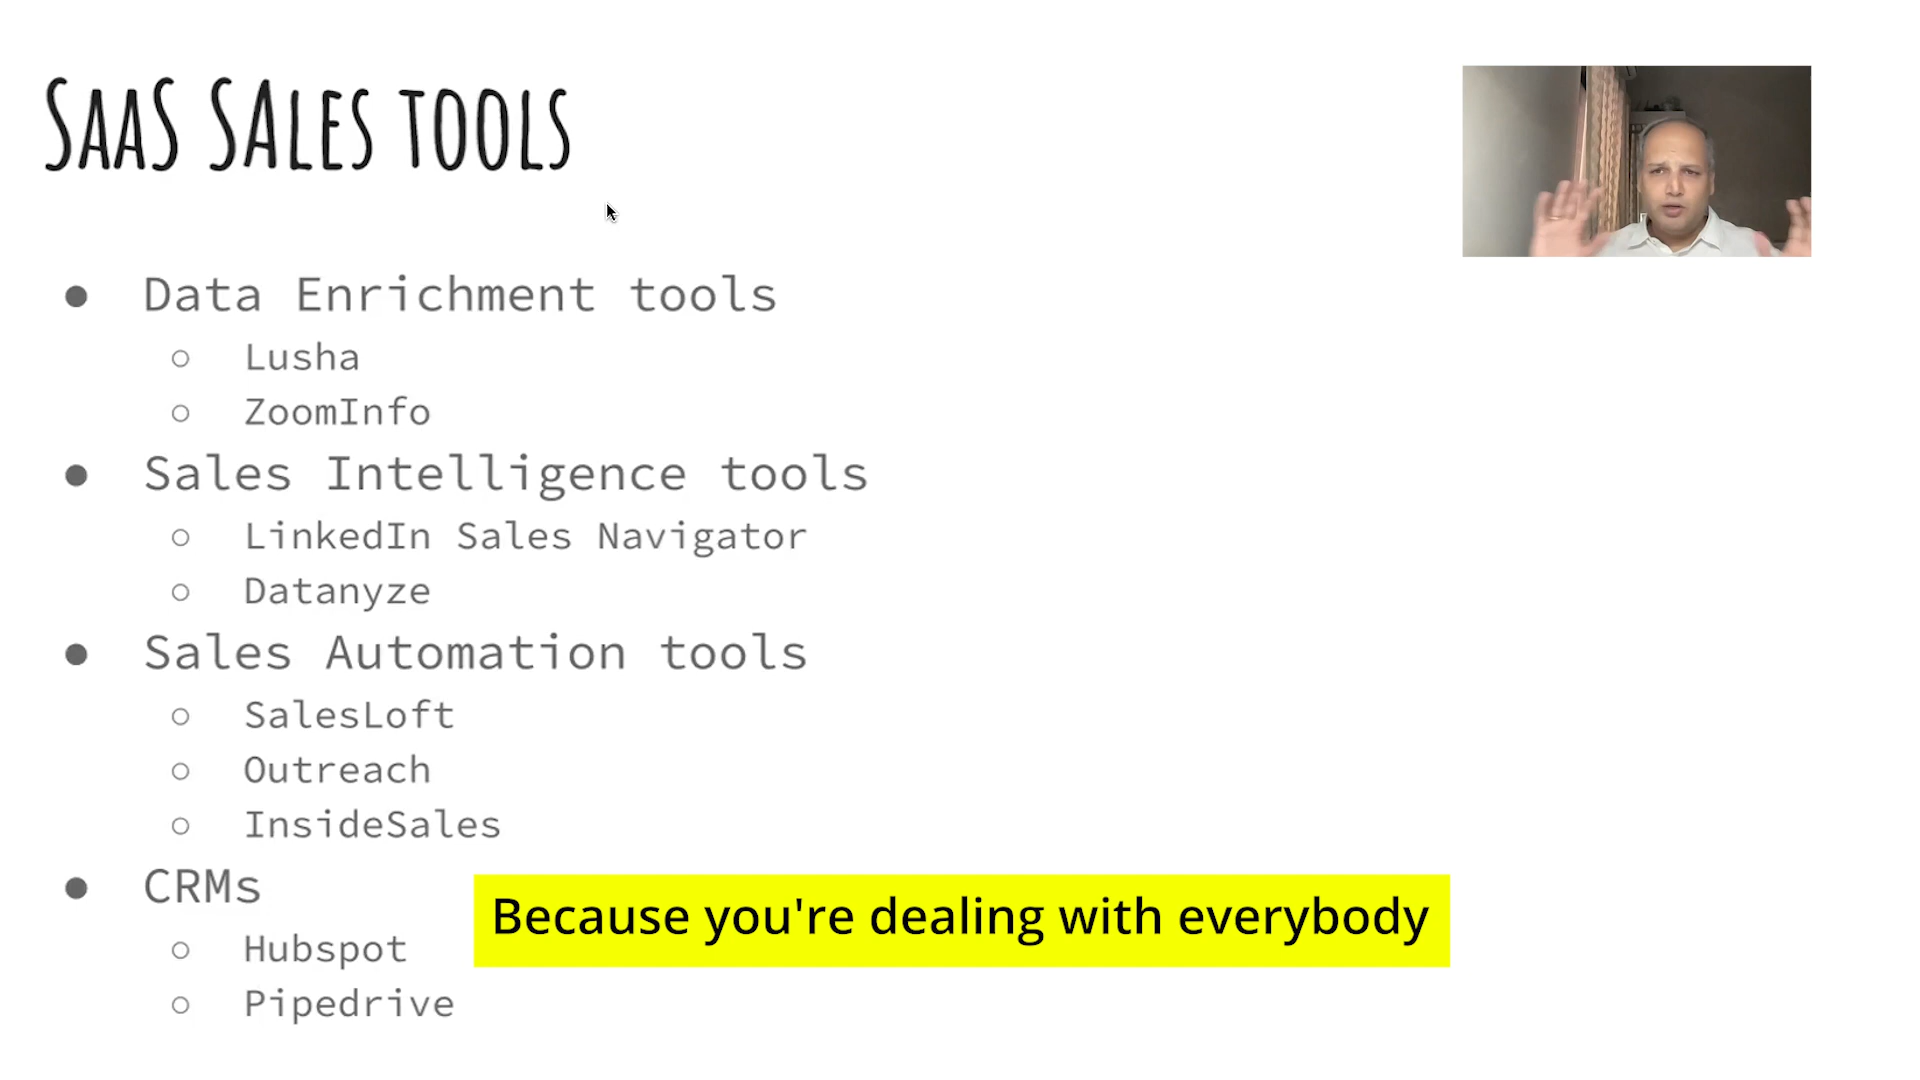 SaaS SAles tools
● Data Enrichment tools
○ Lusha
○ ZoomInfo
● Sales Intelligence tools
○ LinkedIn Sales Navigator
○ Datanyze
● Sales Automation tools
○ SalesLoft
○ Outreach
○ InsideSales
● CRMs
○ Hubspot
○ Pipedrive
Because you're dealing with everybody